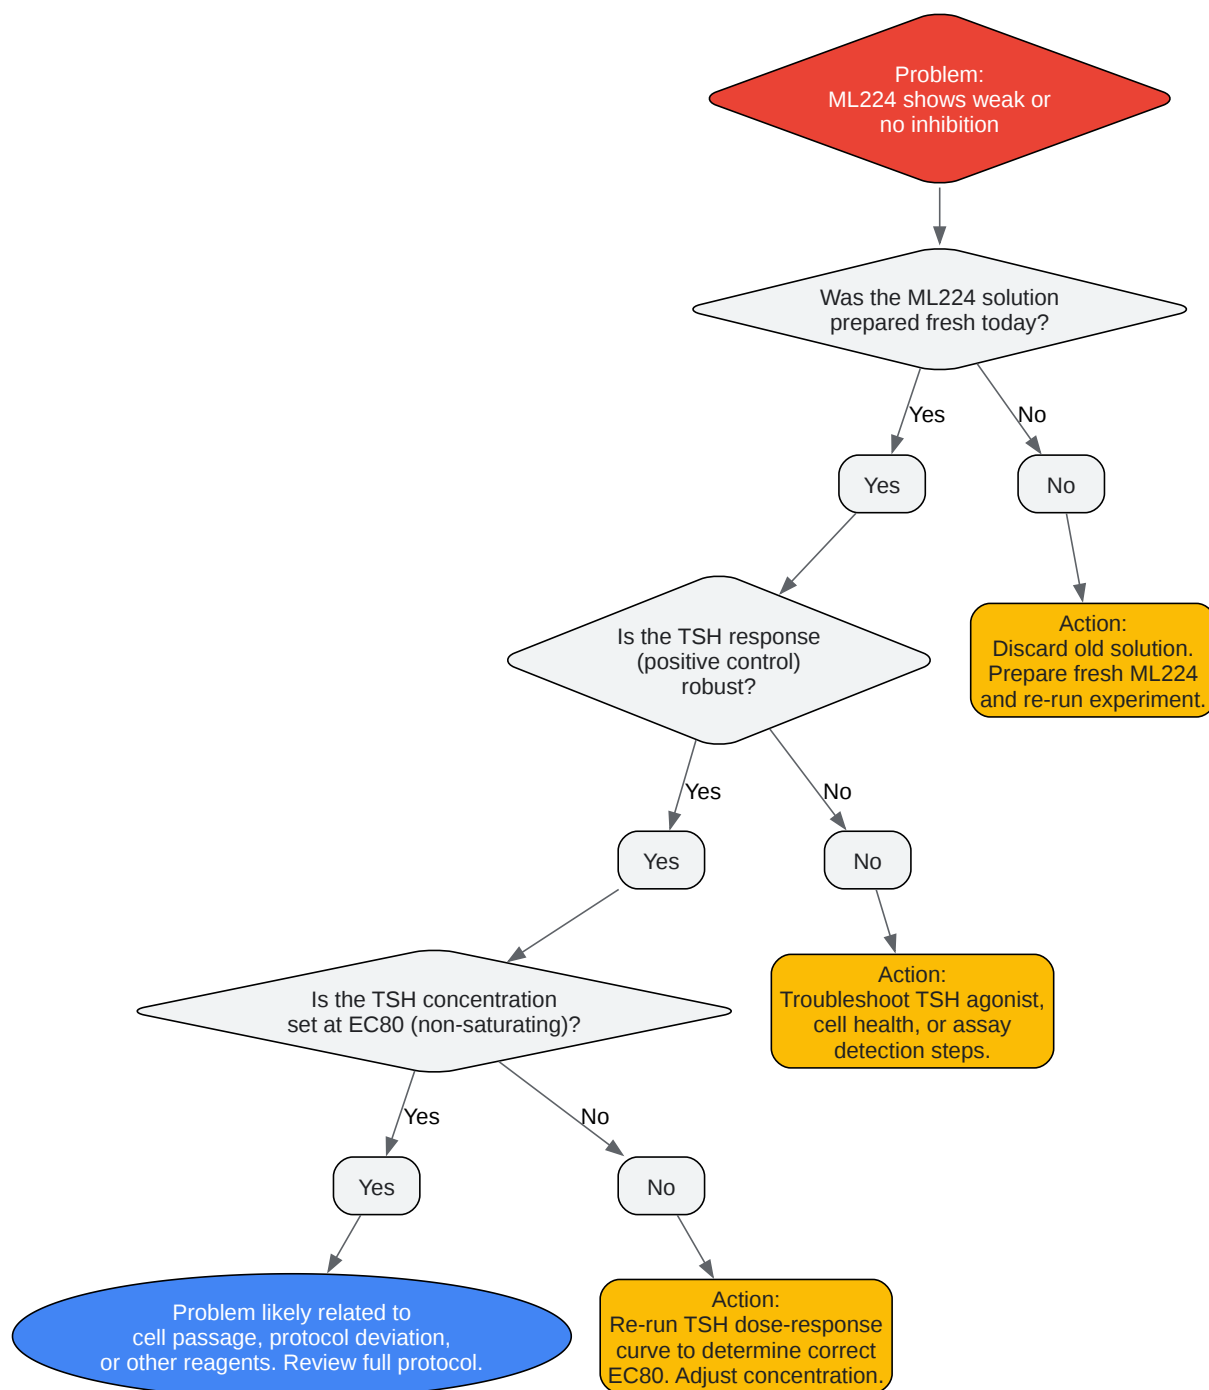 Problem:
ML224 shows weak or
no inhibition
Was the ML224 solution
prepared fresh today?
Yes
No
Yes
No
Is the TSH response
(positive control)
robust?
Action:
Discard old solution.
Prepare fresh ML224
and re-run experiment.
Yes
No
Yes
No
Is the TSH concentration
set at EC80 (non-saturating)?
Action:
Troubleshoot TSH agonist,
cell health, or assay
detection steps.
Yes
No
Yes
No
Problem likely related to
cell passage, protocol deviation,
or other reagents. Review full protocol.
Action:
Re-run TSH dose-response
curve to determine correct
EC80. Adjust concentration.